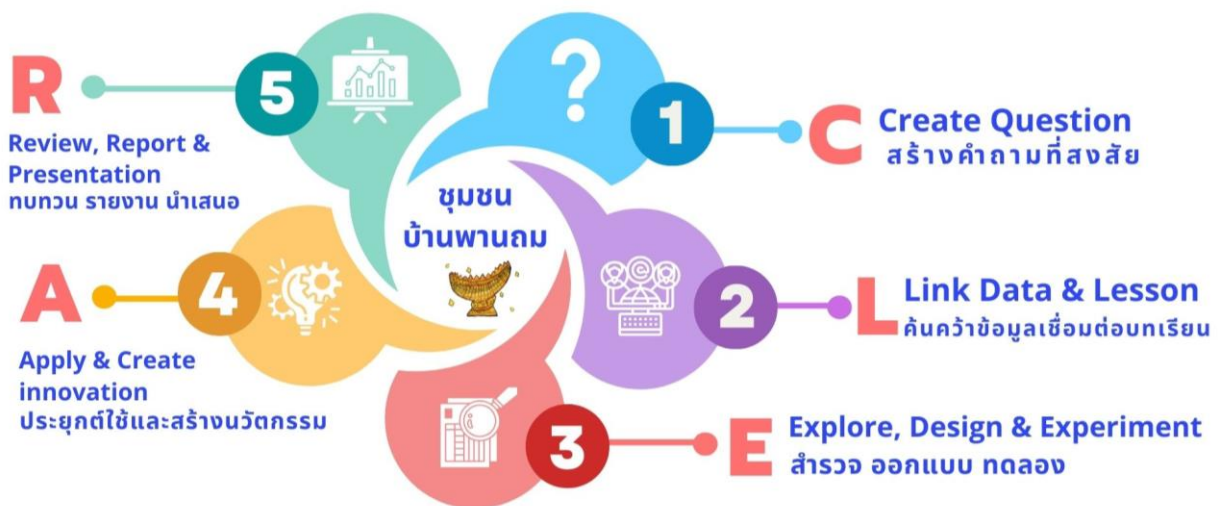 ชุมชน
บ้านพานถม
1
C
Create Question
สร้างคำถามที่สงสัย
2
L
Link Data & Lesson
ค้นคว้าข้อมูลเชื่อมต่อบทเรียน
3
E
Explore, Design & Experiment
สำรวจ ออกแบบ ทดลอง
4
A
Apply & Create
innovation
ประยุกต์ใช้และสร้างนวัตกรรม
5
R
Review, Report &
Presentation
ทบทวน รายงาน นำเสนอ